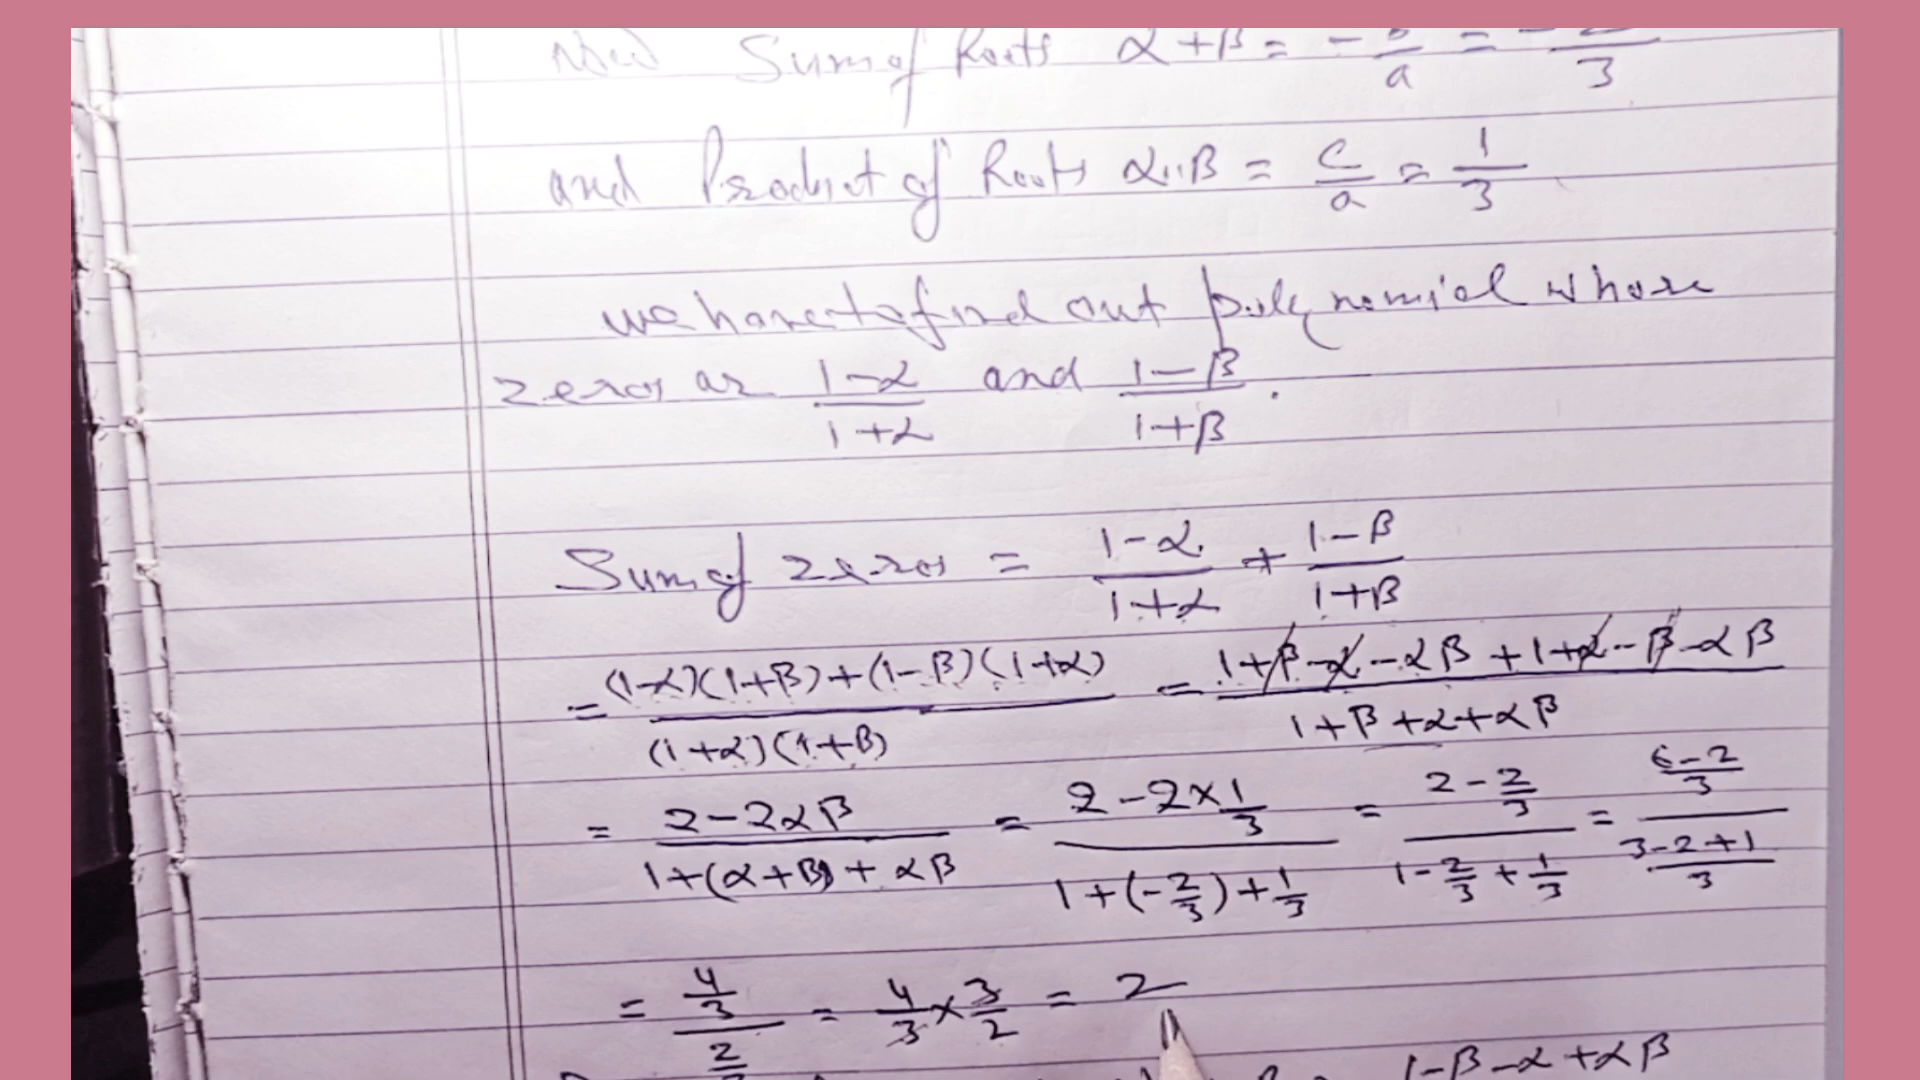 Now Sum of Roots α+β = -b/a = -2/3
and Product of Roots α..β = c/a = 1/3
we have to find out polynomial whose
zeros ar (1-α)/(1+α) and (1-β)/(1+β).
Sum of zeros = (1-α)/(1+α) + (1-β)/(1+β)
= ((1-α)(1+β)+(1-β)(1+α))/((1+α)(1+β)) = (1+β-α-αβ+1+α-β-αβ)/(1+β+α+αβ)
= (2-2αβ)/(1+(α+β)+αβ) = (2-2×1/3)/(1+(-2/3)+1/3) = (2-2/3)/(1-2/3+1/3) = ((6-2)/3)/((3-2+1)/3)
= (4/3)/(2/3) = 4/3×3/2 = 2
1-β-α+αβ